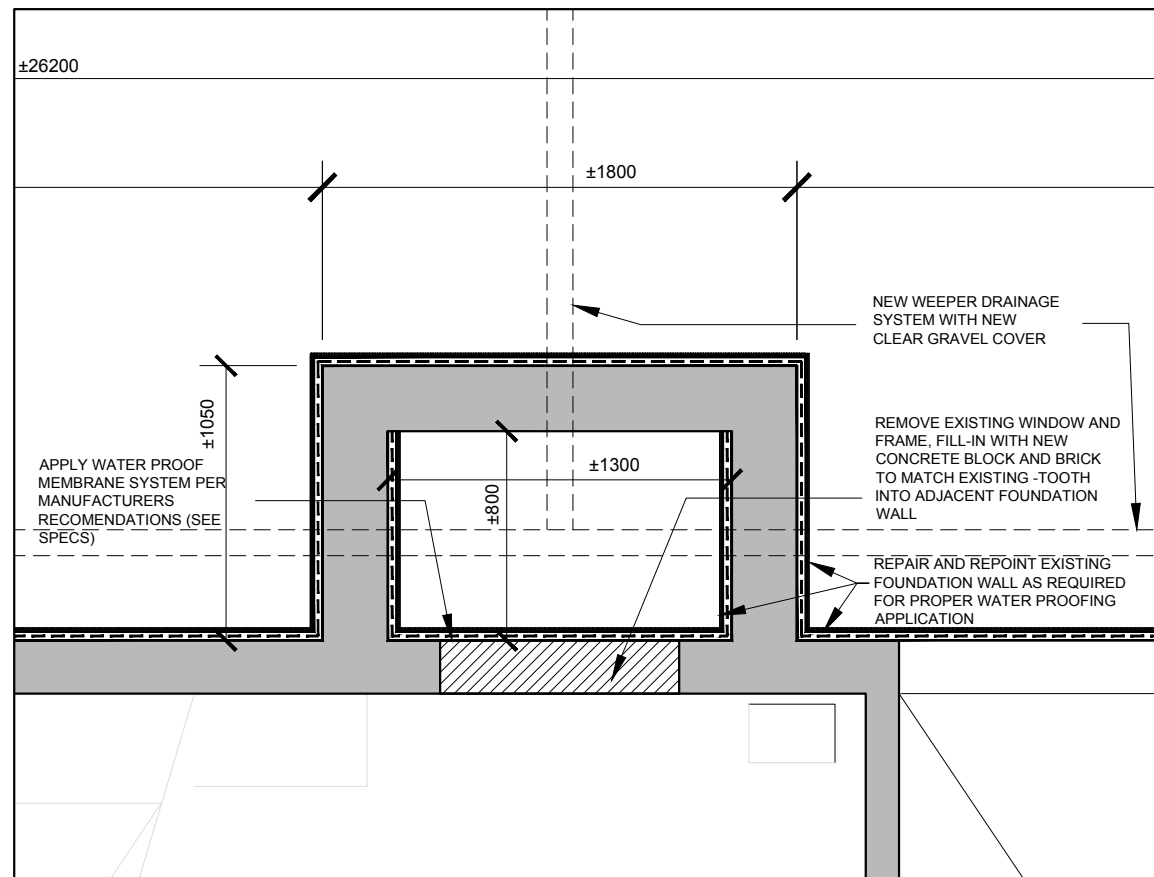 ±26200
±1800
NEW WEEPER DRAINAGE
SYSTEM WITH NEW
CLEAR GRAVEL COVER
±1050
APPLY WATER PROOF
MEMBRANE SYSTEM PER
MANUFACTURERS
RECOMENDATIONS (SEE
SPECS)
±1300
±800
REMOVE EXISTING WINDOW AND
FRAME, FILL-IN WITH NEW
CONCRETE BLOCK AND BRICK
TO MATCH EXISTING -TOOTH
INTO ADJACENT FOUNDATION
WALL
REPAIR AND REPOINT EXISTING
FOUNDATION WALL AS REQUIRED
FOR PROPER WATER PROOFING
APPLICATION